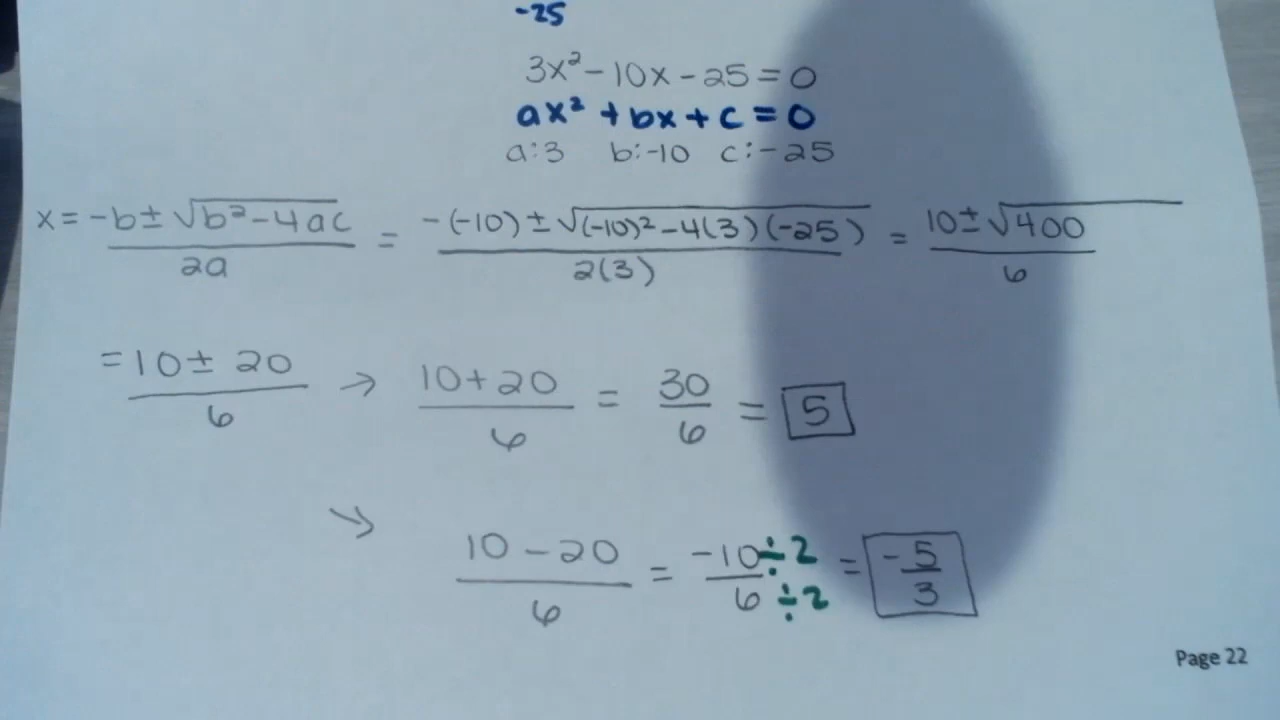 -25
3x² - 10x - 25 = 0
ax² + bx + c = 0
a: 3 b: -10 c: -25
x = -b ± √b² - 4ac / 2a = -(-10) ± √(-10)² - 4(3)(-25) / 2(3) = 10 ± √400 / 6
= 10 ± 20 / 6 → 10 + 20 / 6 = 30 / 6 = 5
→ 10 - 20 / 6 = -10 ÷2 / 6 ÷2 = -5/3
Page 22